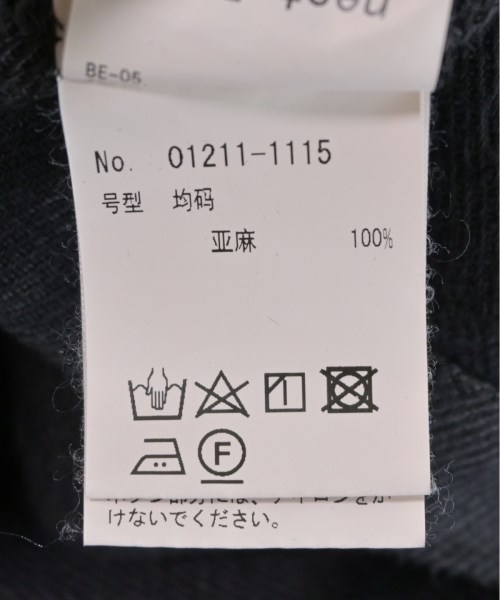 BE-05
No. 01211-1115
号型 均码
亚麻 100%
F
けないでください。